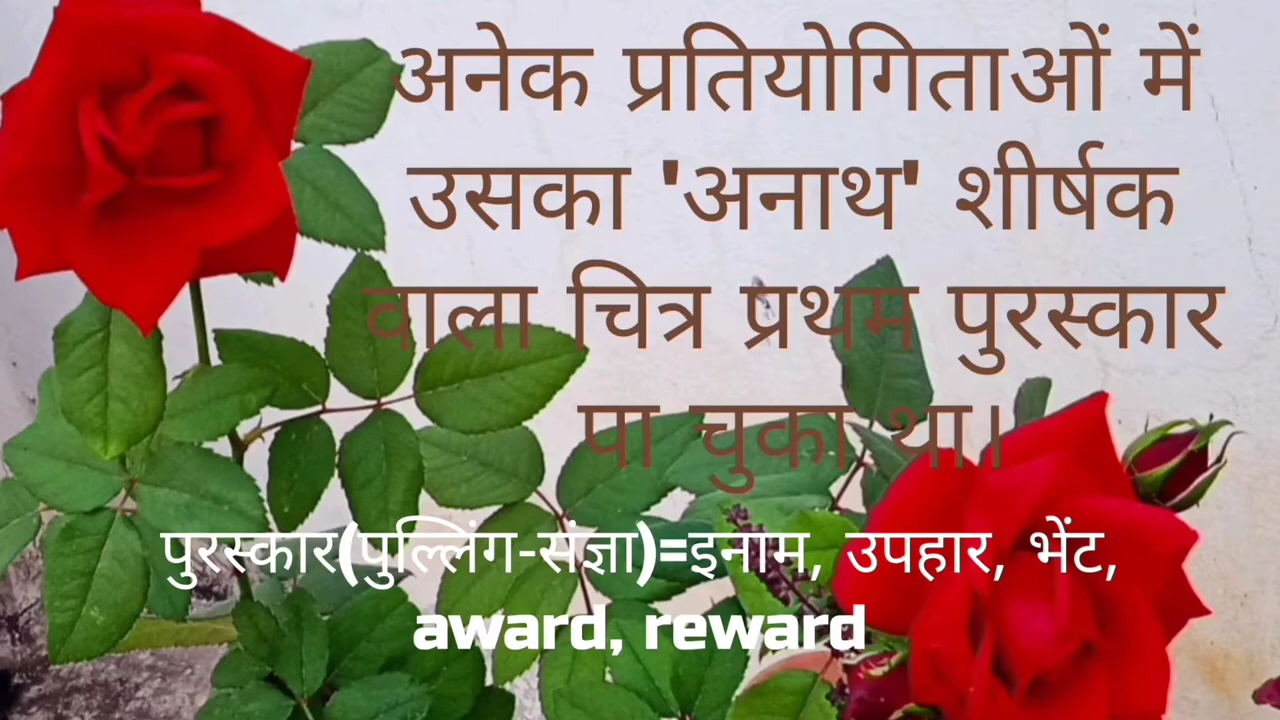 अनेक प्रतियोगिताओं में
उसका 'अनाथ' शीर्षक
वाला चित्र प्रथम पुरस्कार
पा चुका था।
पुरस्कार(पुल्लिंग-संज्ञा)=इनाम, उपहार, भेंट,
award, reward